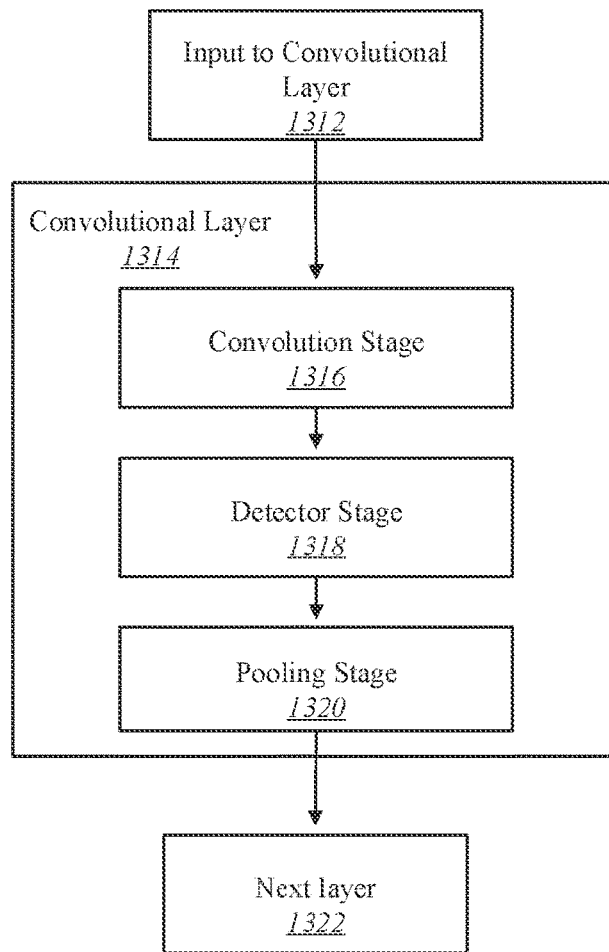 Input to Convolutional
Layer
1312
Convolutional Layer
1314
Convolution Stage
1316
Detector Stage
1318
Pooling Stage
1320
Next layer
1322